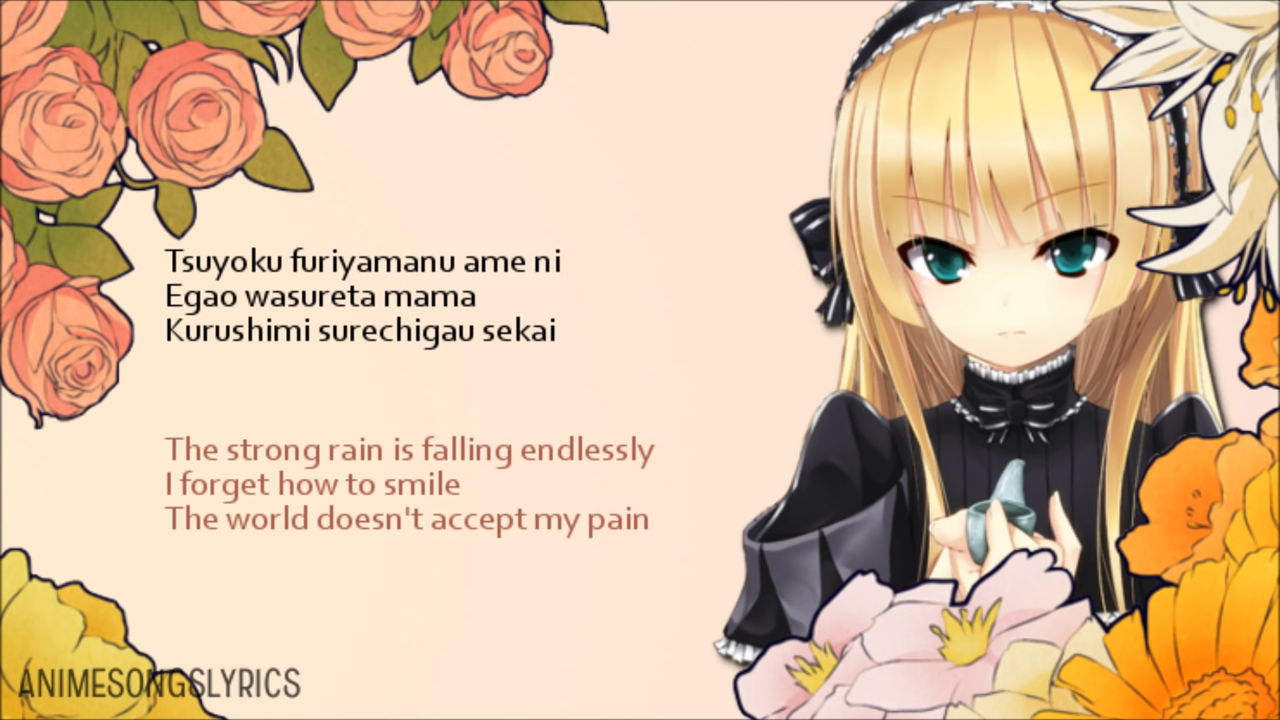 Tsuyoku furiyamanu ame ni
Egao wasureta mama
Kurushimi surechigau sekai
The strong rain is falling endlessly
I forget how to smile
The world doesn't accept my pain
ANIMESONGSLYRICS